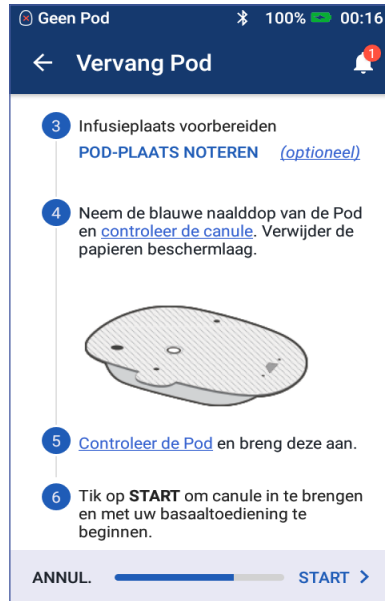 Geen Pod 100% 00:16
Vervang Pod 1
3 Infusieplaats voorbereiden
POD-PLAATS NOTEREN (optioneel)
4 Neem de blauwe naalddop van de Pod
en controleer de canule. Verwijder de
papieren beschermlaag.
5 Controleer de Pod en breng deze aan.
6 Tik op START om canule in te brengen
en met uw basaaltoediening te
beginnen.
ANNUL. START